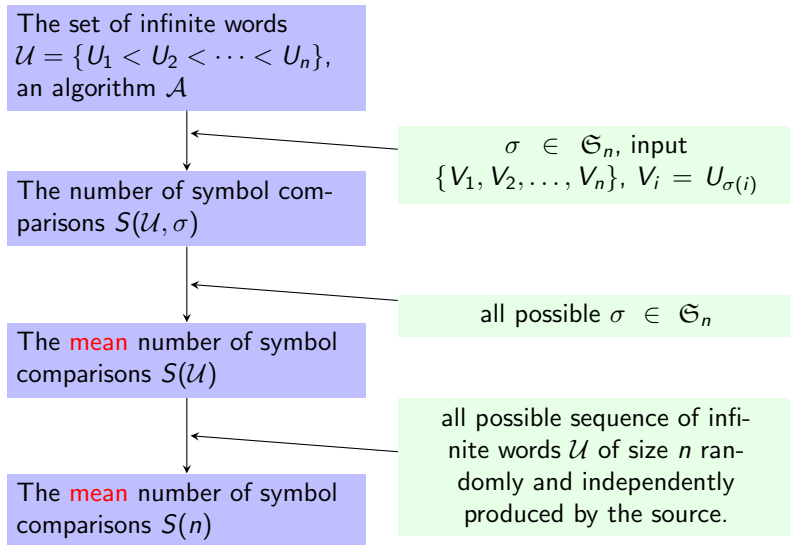 The set of infinite words
𝒰 = {U₁ < U₂ < ⋯ < Uₙ},
an algorithm 𝒜
σ ∈ 𝔖ₙ, input
{V₁, V₂, …, Vₙ}, Vᵢ = U_σ(i)
The number of symbol com-
parisons S(𝒰, σ)
all possible σ ∈ 𝔖ₙ
The mean number of symbol
comparisons S(𝒰)
all possible sequence of infi-
nite words 𝒰 of size n ran-
domly and independently
produced by the source.
The mean number of symbol
comparisons S(n)